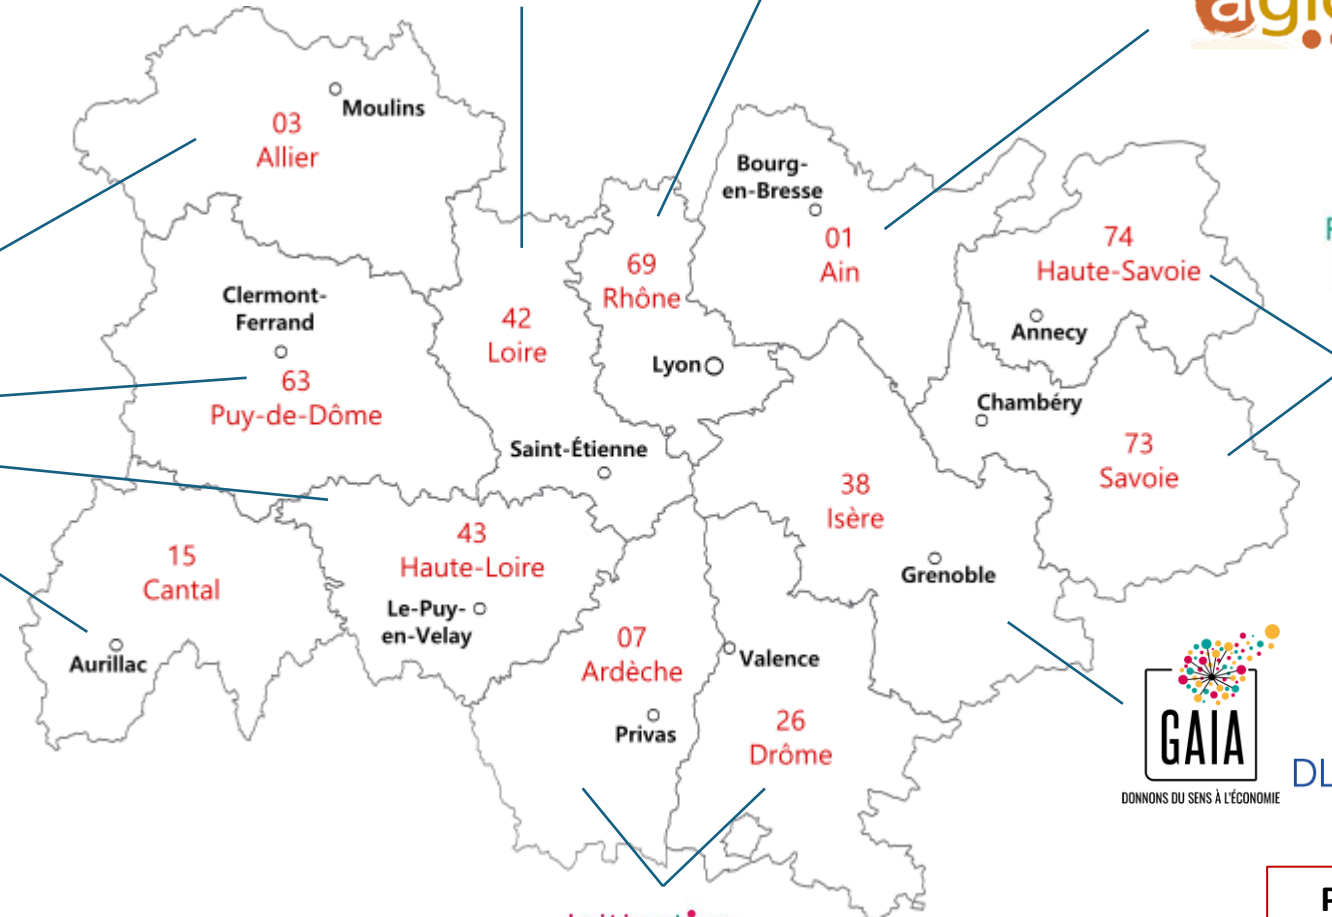 Moulins
03
Allier
Bourg-
en-Bresse
01
Ain
74
Haute-Savoie
69
Rhône
Clermont-
Ferrand
42
Loire
Annecy
Lyon
63
Puy-de-Dôme
Chambéry
Saint-Étienne
73
Savoie
38
Isère
43
Haute-Loire
15
Cantal
Grenoble
Le-Puy-
en-Velay
07
Ardèche
Valence
Aurillac
Privas
26
Drôme
GAIA
DONNONS DU SENS À L'ÉCONOMIE
DL